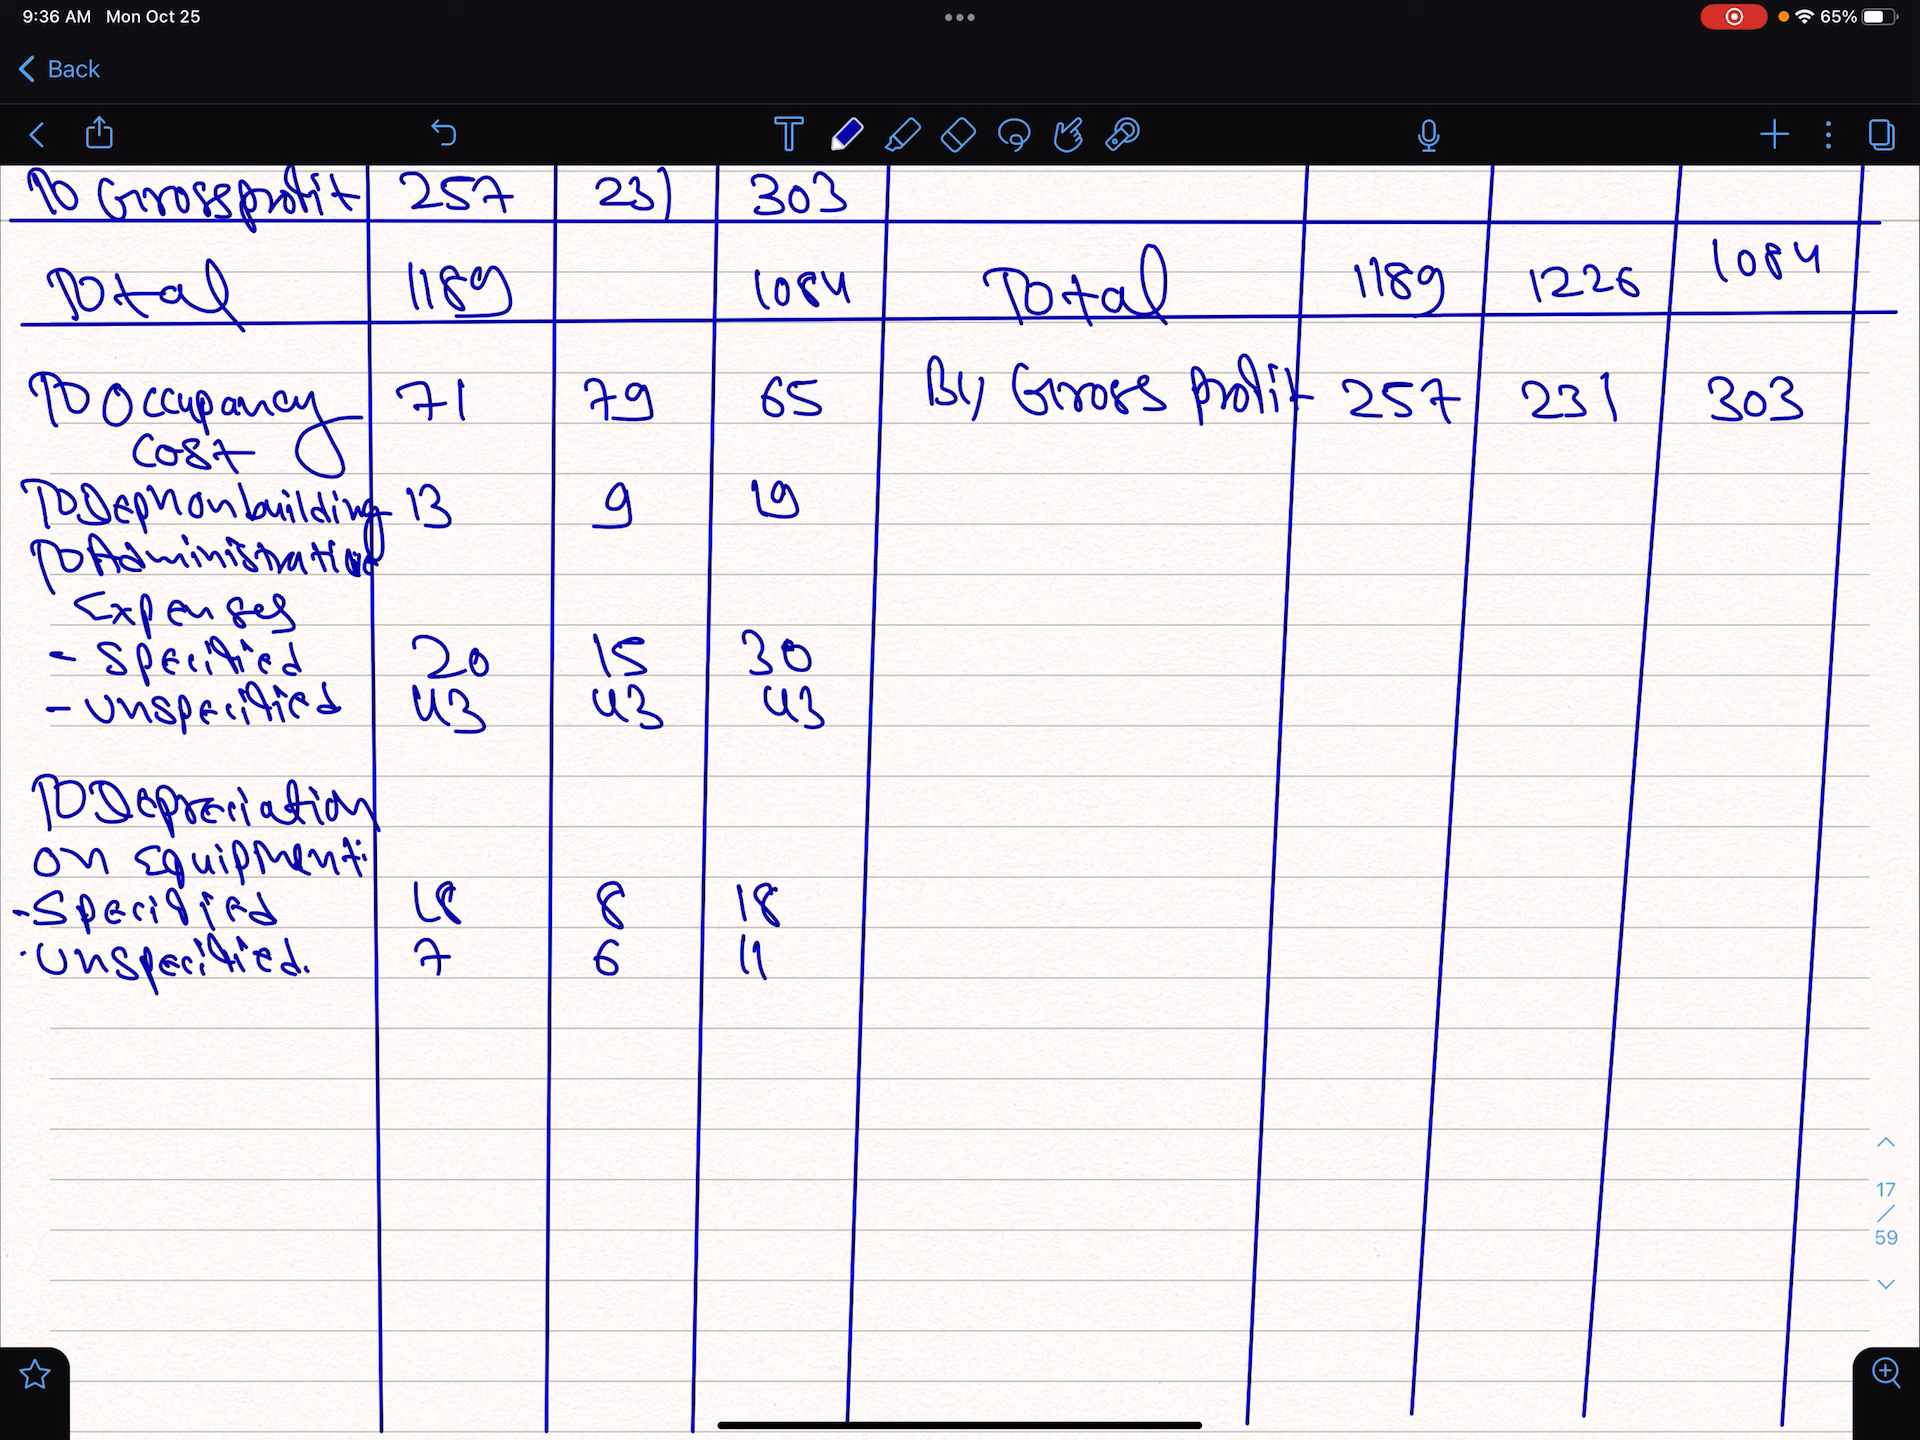 9:36 AM Mon Oct 25
65%
Back
T
To Grossprofit 257 231 303
Total 1189 1084 Total 1189 1226 1084
To Occupancy 71 79 65 By Gross Profit 257 231 303
Cost
To Dep n on building 13 9 19
To Administration
Expenses
- Specified 20 15 30
- Unspecified 43 43 43
To Depreciation
on Equipment:
- Specified 18 8 18
- Unspecified. 7 6 11
17
/
59